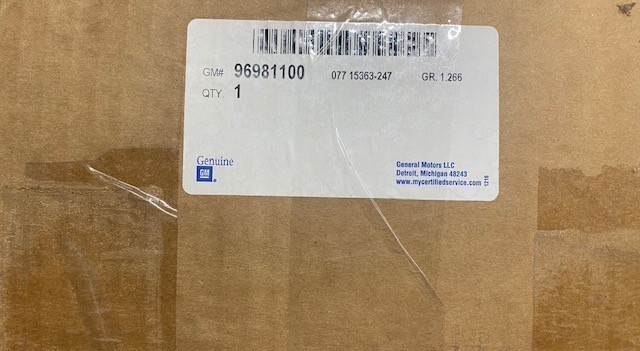 GM# 96981100 077 15363-247 GR. 1.266
QTY. 1
Genuine
GM
General Motors LLC
Detroit, Michigan 48243
www.mycertifiedservice.com
1216